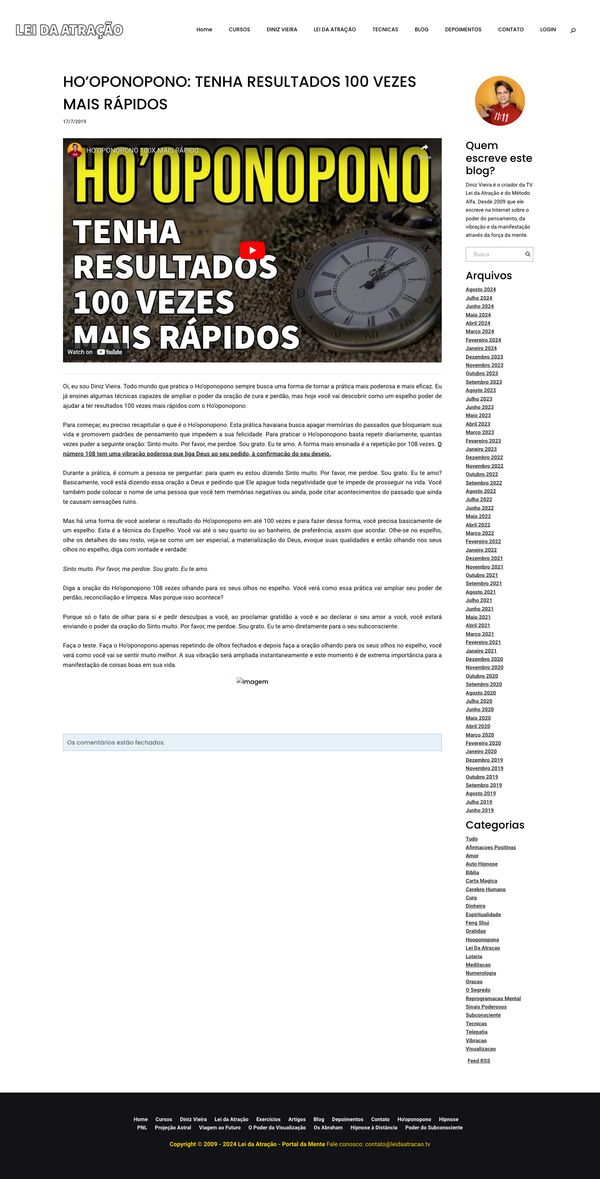 LEI DA ATRAÇÃO
Home CURSOS DINIZ VIEIRA LEI DA ATRAÇÃO TECNICAS BLOG DEPOIMENTOS CONTATO LOGIN
HO’OPONOPONO: TENHA RESULTADOS 100 VEZES
MAIS RÁPIDOS
17/7/2019
HO'OPONOPONO 100X MAIS RÁPIDO
Share
HO’OPONOPONO
TENHA
RESULTADOS
100 VEZES
MAIS RÁPIDOS
Watch on YouTube
Oi, eu sou Diniz Vieira. Todo mundo que pratica o Ho’oponopono sempre busca uma forma de tornar a prática mais poderosa e mais eficaz. Eu
já ensinei algumas técnicas capazes de ampliar o poder da oração de cura e perdão, mas hoje você vai descobrir como um espelho poder de
ajudar a ter resultados 100 vezes mais rápidos com o Ho’oponopono.
Para começar, eu preciso recapitular o que é o Ho’oponopono. Esta prática havaiana busca apagar memórias do passados que bloqueiam sua
vida e promovem padrões de pensamento que impedem a sua felicidade. Para praticar o Ho’oponopono basta repetir diariamente, quantas
vezes puder a seguinte oração: Sinto muito. Por favor, me perdoe. Sou grato. Eu te amo. A forma mais ensinada é a repetição por 108 vezes. O
número 108 tem uma vibração poderosa que liga Deus ao seu pedido, à confirmação do seu desejo.
Durante a prática, é comum a pessoa se perguntar: para quem eu estou dizendo Sinto muito. Por favor, me perdoe. Sou grato. Eu te amo?
Basicamente, você está dizendo essa oração a Deus e pedindo que Ele apague toda negatividade que te impede de prosseguir na vida. Você
também pode colocar o nome de uma pessoa que você tem memórias negativas ou ainda, pode citar acontecimentos do passado que ainda
te causam sensações ruins.
Mas há uma forma de você acelerar o resultado do Ho’oponopono em até 100 vezes e para fazer dessa forma, você precisa basicamente de
um espelho. Esta é a técnica do Espelho. Você vai até o seu quarto ou ao banheiro, de preferência, assim que acordar. Olhe-se no espelho,
olhe os detalhes do seu rosto, veja-se como um ser especial, a materialização do Deus, evoque suas qualidades e então olhando nos seus
olhos no espelho, diga com vontade e verdade:
Sinto muito. Por favor, me perdoe. Sou grato. Eu te amo.
Diga a oração do Ho’oponopono 108 vezes olhando para os seus olhos no espelho. Você verá como essa prática vai ampliar seu poder de
perdão, reconciliação e limpeza. Mas porque isso acontece?
Porque só o fato de olhar para si e pedir desculpas a você, ao proclamar gratidão a você e ao declarar o seu amor a você, você estará
enviando o poder da oração do Sinto muito. Por favor, me perdoe. Sou grato. Eu te amo diretamente para o seu subconsciente.
Faça o teste. Faça o Ho’oponopono apenas repetindo de olhos fechados e depois faça a oração olhando para os seus olhos no espelho, você
verá como você vai se sentir muito melhor. A sua vibração será ampliada instantaneamente e este momento é de extrema importância para a
manifestação de coisas boas em sua vida.
Imagem
Os comentários estão fechados.
11:11
Quem
escreve este
blog?
Diniz Vieira é o criador da TV
Lei da Atração e do Método
Alfa. Desde 2009 que ele
escreve na Internet sobre o
poder do pensamento, da
vibração e da manifestação
através da força da mente.
Busca
Arquivos
Agosto 2024
Julho 2024
Junho 2024
Maio 2024
Abril 2024
Março 2024
Fevereiro 2024
Janeiro 2024
Dezembro 2023
Novembro 2023
Outubro 2023
Setembro 2023
Agosto 2023
Julho 2023
Junho 2023
Maio 2023
Abril 2023
Março 2023
Fevereiro 2023
Janeiro 2023
Dezembro 2022
Novembro 2022
Outubro 2022
Setembro 2022
Agosto 2022
Julho 2022
Junho 2022
Maio 2022
Abril 2022
Março 2022
Fevereiro 2022
Janeiro 2022
Dezembro 2021
Novembro 2021
Outubro 2021
Setembro 2021
Agosto 2021
Julho 2021
Junho 2021
Maio 2021
Abril 2021
Março 2021
Fevereiro 2021
Janeiro 2021
Dezembro 2020
Novembro 2020
Outubro 2020
Setembro 2020
Agosto 2020
Julho 2020
Junho 2020
Maio 2020
Abril 2020
Março 2020
Fevereiro 2020
Janeiro 2020
Dezembro 2019
Novembro 2019
Outubro 2019
Setembro 2019
Agosto 2019
Julho 2019
Junho 2019
Categorias
Tudo
Afirmacoes Positivas
Amor
Auto Hipnose
Biblia
Carta Magica
Cerebro Humano
Cura
Dinheiro
Espiritualidade
Feng Shui
Gratidao
Hooponopono
Lei Da Atracao
Loteria
Meditacao
Numerologia
Oracao
O Segredo
Reprogramacao Mental
Sinais Poderosos
Subconsciente
Tecnicas
Telepatia
Vibracao
Visualizacao
Feed RSS
Home Cursos Diniz Vieira Lei da Atração Exercícios Artigos Blog Depoimentos Contato Ho'oponopono Hipnose
PNL Projeção Astral Viagem ao Futuro O Poder da Visualização Os Abraham Hipnose à Distância Poder do Subconsciente
Copyright © 2009 - 2024 Lei da Atração - Portal da Mente Fale conosco: contato@leidaatracao.tv